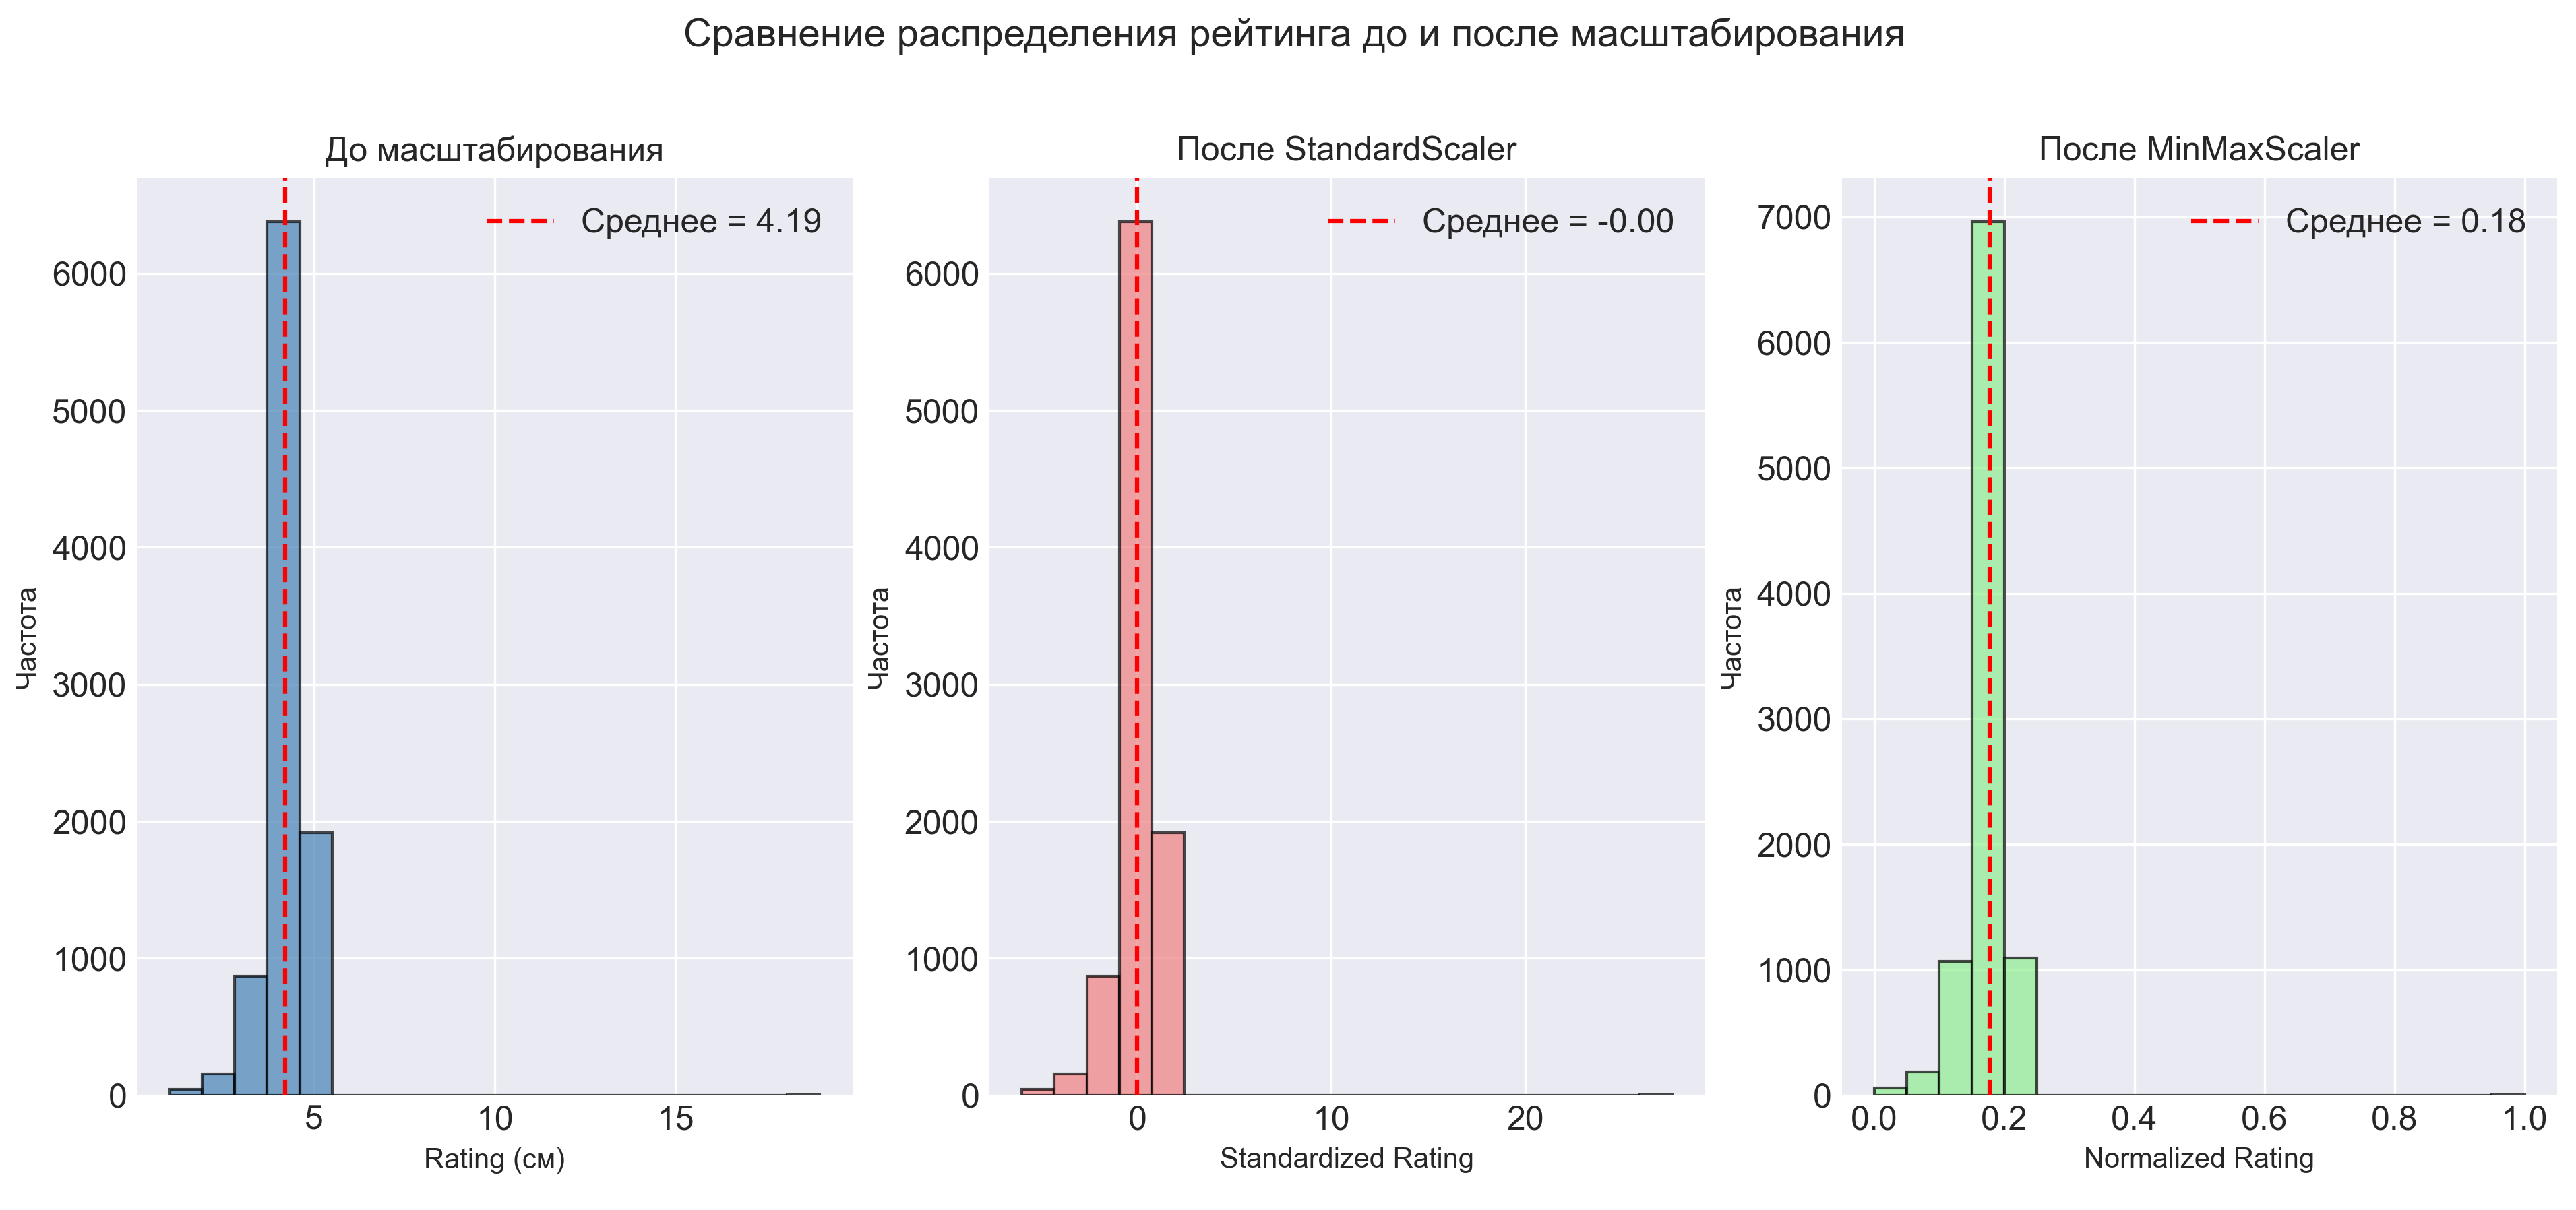 Сравнение распределения рейтинга до и после масштабирования
До масштабирования
Среднее = 4.19
Частота
6000
5000
4000
3000
2000
1000
0
5
10
15
Rating (см)
После StandardScaler
Среднее = -0.00
Частота
6000
5000
4000
3000
2000
1000
0
0
10
20
Standardized Rating
После MinMaxScaler
Среднее = 0.18
Частота
7000
6000
5000
4000
3000
2000
1000
0
0.0
0.2
0.4
0.6
0.8
1.0
Normalized Rating